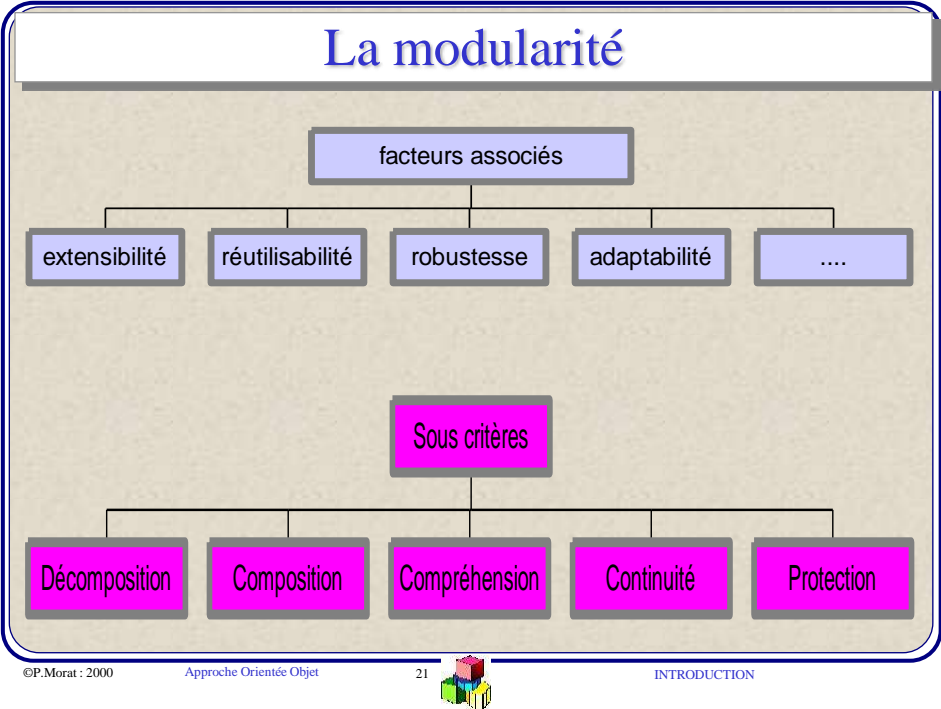 La modularité
facteurs associés
extensibilité réutilisabilité robustesse adaptabilité ....
Sous critères
Décomposition Composition Compréhension Continuité Protection
©P.Morat : 2000 Approche Orientée Objet 21 INTRODUCTION